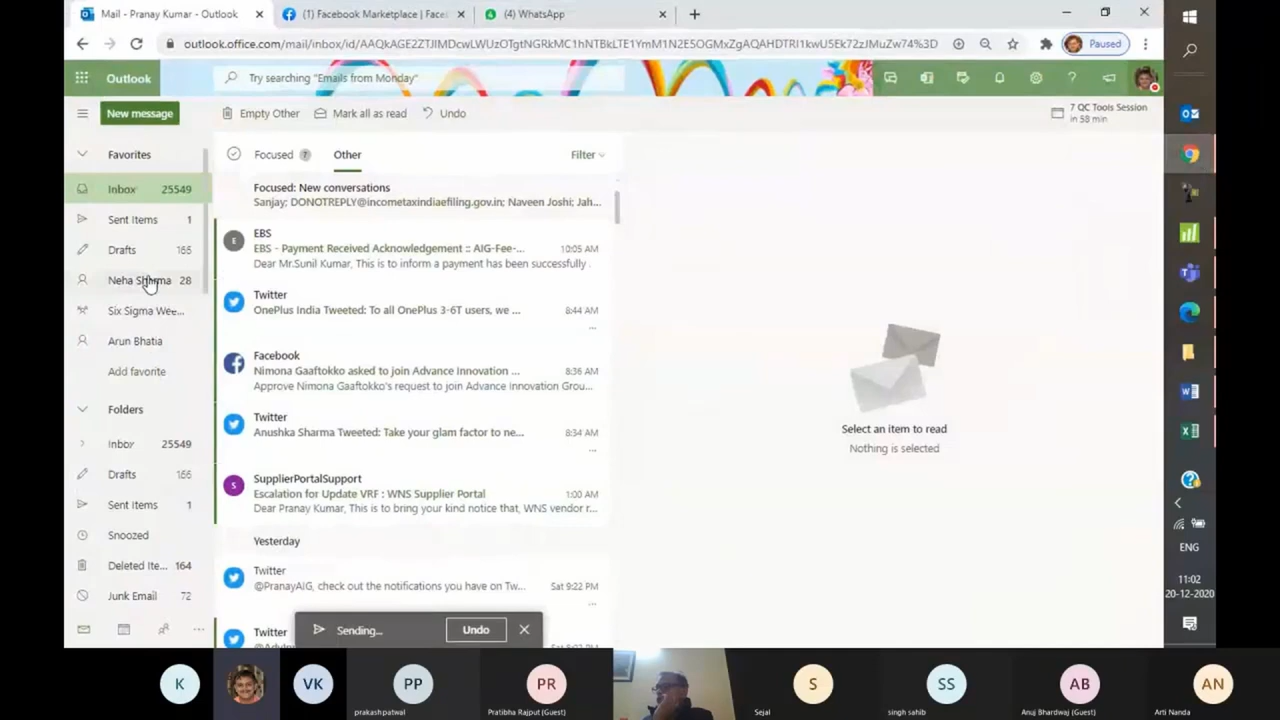 Mail - Pranay Kumar - Outlook
(1) Facebook Marketplace | Face
(4) WhatsApp
Paused
Outlook
Try searching "Emails from Monday"
New message
Empty Other
Mark all as read
Undo
7 QC Tools Session
in 58 min
Favorites
Inbox 25549
Sent Items 1
Drafts 165
Neha Sharma 28
Six Sigma Wee...
Arun Bhatia
Add favorite
Folders
Inbox 25549
Drafts 166
Sent Items 1
Snoozed
Deleted Ite... 164
Junk Email 72
Focused 7
Other
Filter
Focused: New conversations
Sanjay; DONOTREPLY@incometaxindiaefiling.gov.in; Naveen Joshi; Jah...
E
EBS
EBS - Payment Received Acknowledgement :: AIG-Fee-... 10:05 AM
Dear Mr.Sunil Kumar, This is to inform a payment has been successfully .
Twitter
OnePlus India Tweeted: To all OnePlus 3-6T users, we ... 8:44 AM
...
Facebook
Nimona Gaaftokko asked to join Advance Innovation ... 8:36 AM
Approve Nimona Gaaftokko's request to join Advance Innovation Grou...
Twitter
Anushka Sharma Tweeted: Take your glam factor to ne... 8:34 AM
...
S
SupplierPortalSupport
Escalation for Update VRF : WNS Supplier Portal 1:00 AM
Dear Pranay Kumar, This is to bring your kind notice that, WNS vendor r...
Yesterday
Twitter
@PranayAIG, check out the notifications you have on Tw... Sat 9:22 PM
...
Twitter
Sending...
Undo
Select an item to read
Nothing is selected
ENG
11:02
20-12-2020
K
VK
PP
prakash patwal
PR
Pratibha Rajput (Guest)
S
Sejal
SS
singh sahib
AB
Anuj Bhardwaj (Guest)
AN
Arti Nanda